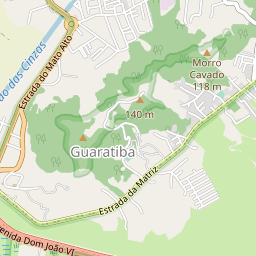 do das Cinzas
Estrada do Mato Alto
Morro
Cavado
118 m
140 m
Guaratiba
Estrada da Matriz
enida Dom João VI